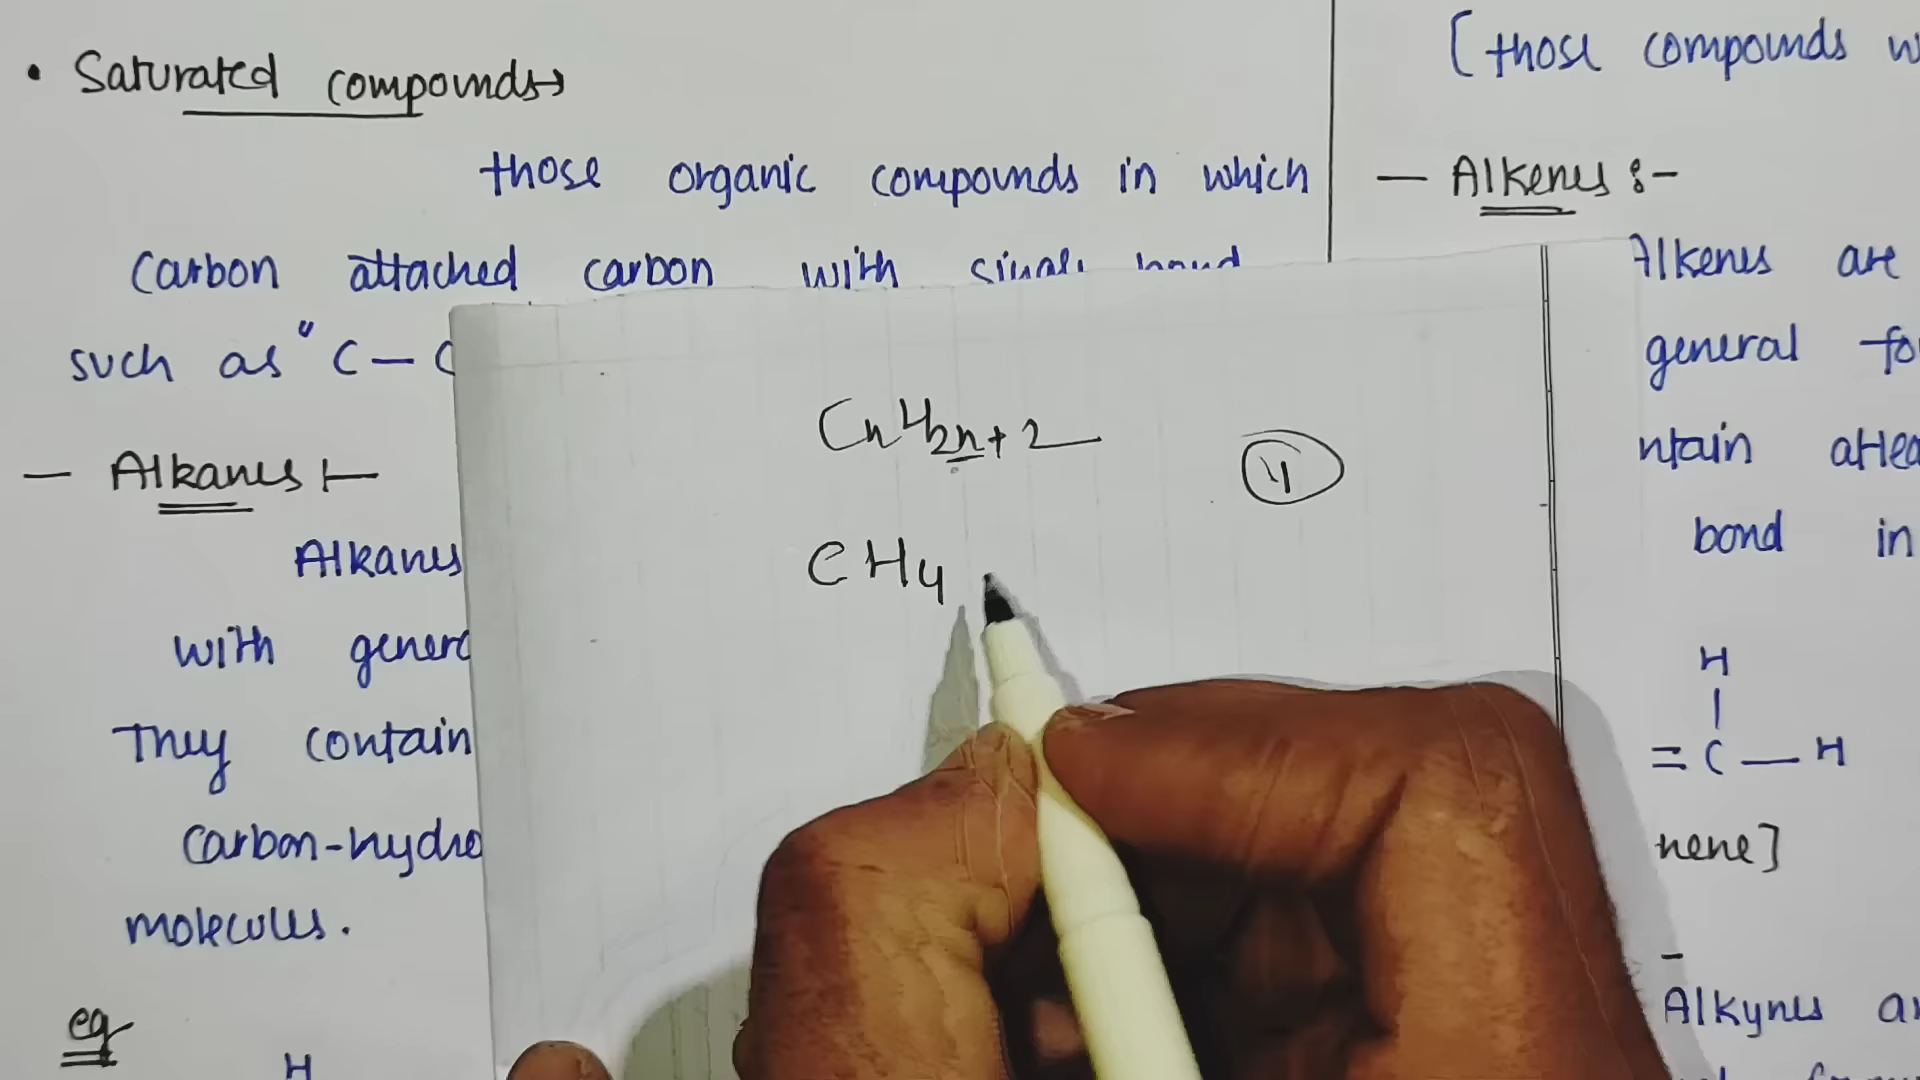 • Saturated compounds→
those organic compounds in which
carbon attached carbon with
such as "C — C
— Alkanes :—
Alkanes
with
They contain
carbon-hydro
molecules.
eg
H
CnH2n+2
4
CH4
[those compounds
— Alkenes :—
Alkenes are
general
bond in
H
|
= C — H
nene]
Alkynes